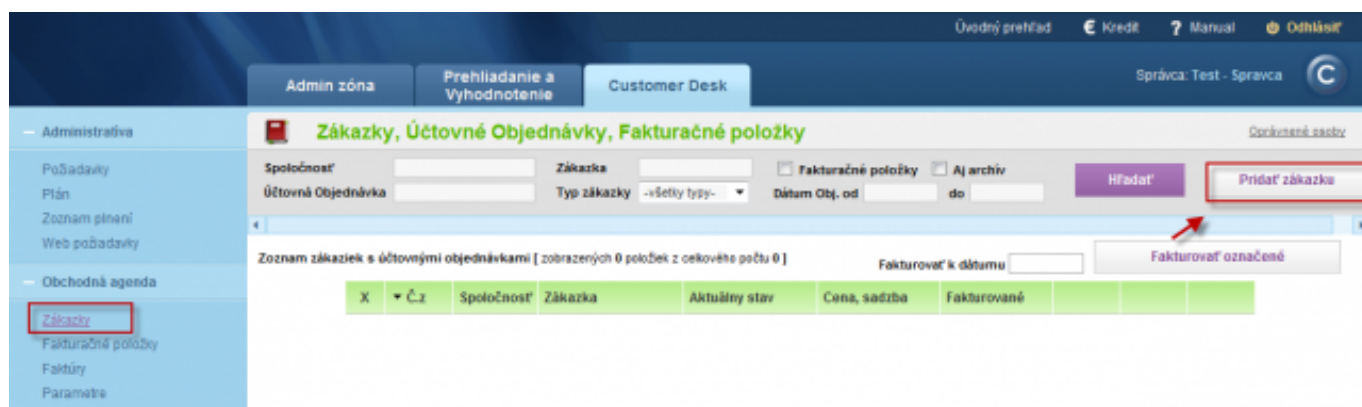 Úvodný prehľad € Kredit ? Manual Odhlásiť
Admin zóna Prehliadanie a Vyhodnotenie Customer Desk Správca: Test - Spravca
Administratíva
Požiadavky
Plán
Zoznam plnení
Web požiadavky
Obchodná agenda
Zákazky
Fakturačné položky
Faktúry
Parametre
Zákazky, Účtovné Objednávky, Fakturačné položky Oprávnené osoby
Spoločnosť Zákazka Fakturačné položky Aj archív Hľadať Pridať zákazku
Účtovná Objednávka Typ zákazky -všetky typy- Dátum Obj. od do
Zoznam zákaziek s účtovnými objednávkami [ zobrazených 0 položiek z celkového počtu 0 ] Fakturovať k dátumu Fakturovať označené
X Č.z Spoločnosť Zákazka Aktuálny stav Cena, sadzba Fakturované